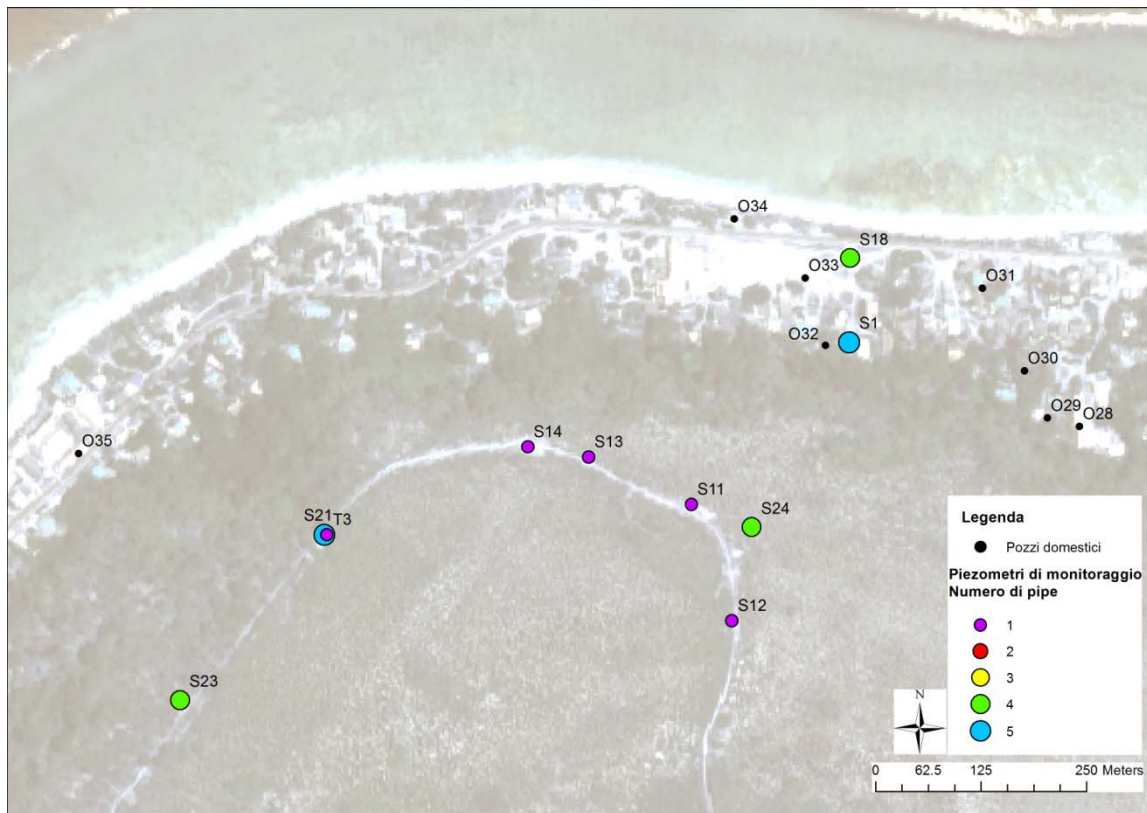 O34
S18
O33
O31
S1
O32
O30
O29 O28
S14
S13
O35
S11
S24
S21 T3
S12
S23
Legenda
Pozzi domestici
Piezometri di monitoraggio
Numero di pipe
1
2
3
4
5
N
0 62.5 125 250 Meters